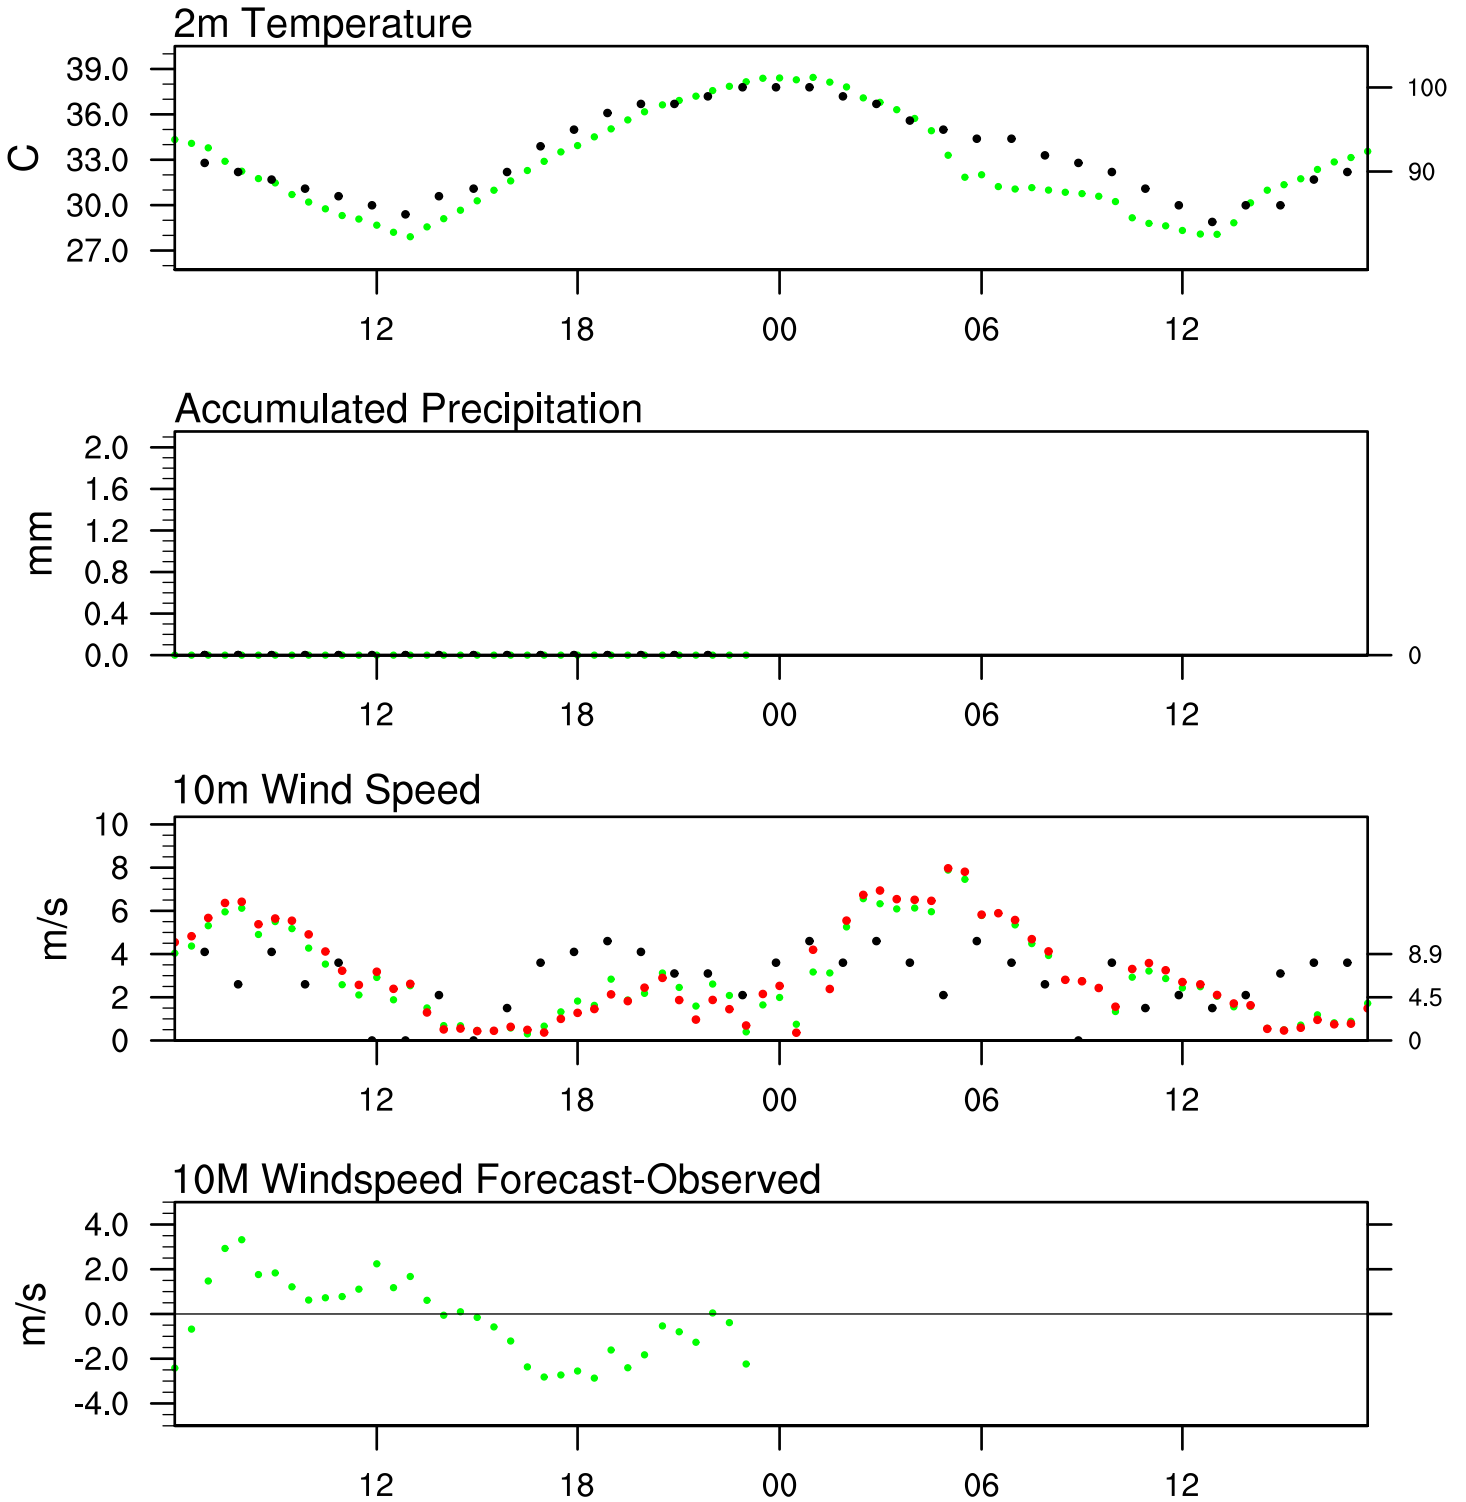 2m Temperature
39.0
36.0
33.0
30.0
27.0
C
100
90
12 18 00 06 12
Accumulated Precipitation
2.0
1.6
1.2
0.8
0.4
0.0
mm
0
12 18 00 06 12
10m Wind Speed
10
8
6
4
2
0
m/s
8.9
4.5
0
12 18 00 06 12
10M Windspeed Forecast-Observed
4.0
2.0
0.0
-2.0
-4.0
m/s
12 18 00 06 12